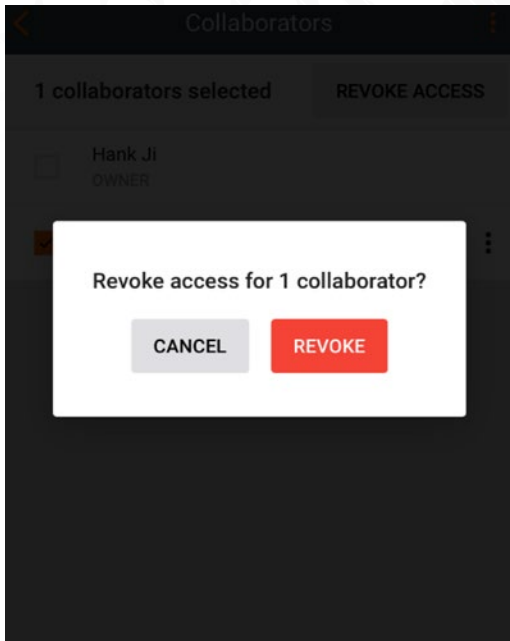 Collaborators
1 collaborators selected REVOKE ACCESS
Hank Ji
OWNER
Revoke access for 1 collaborator?
CANCEL REVOKE